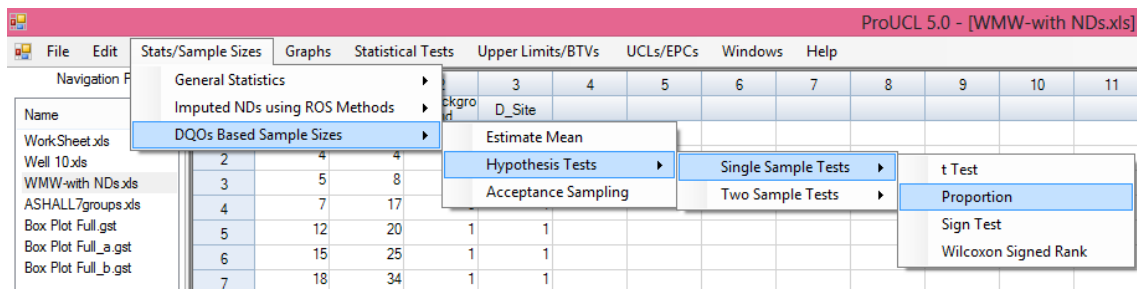 ProUCL 5.0 - [WMW-with NDs.xls]
File Edit Stats/Sample Sizes Graphs Statistical Tests Upper Limits/BTVs UCLs/EPCs Windows Help
Navigation P
Name
WorkSheet.xls
Well 10.xls
WMW-with NDs.xls
ASHALL7groups.xls
Box Plot Full.gst
Box Plot Full_a.gst
Box Plot Full_b.gst
General Statistics
Imputed NDs using ROS Methods
DQOs Based Sample Sizes
Estimate Mean
Hypothesis Tests
Acceptance Sampling
Single Sample Tests
Two Sample Tests
t Test
Proportion
Sign Test
Wilcoxon Signed Rank
3 4 5 6 7 8 9 10 11
D_Site
2 4 4
3 5 8
4 7 17
5 12 20 1 1
6 15 25 1 1
7 18 34 1 1